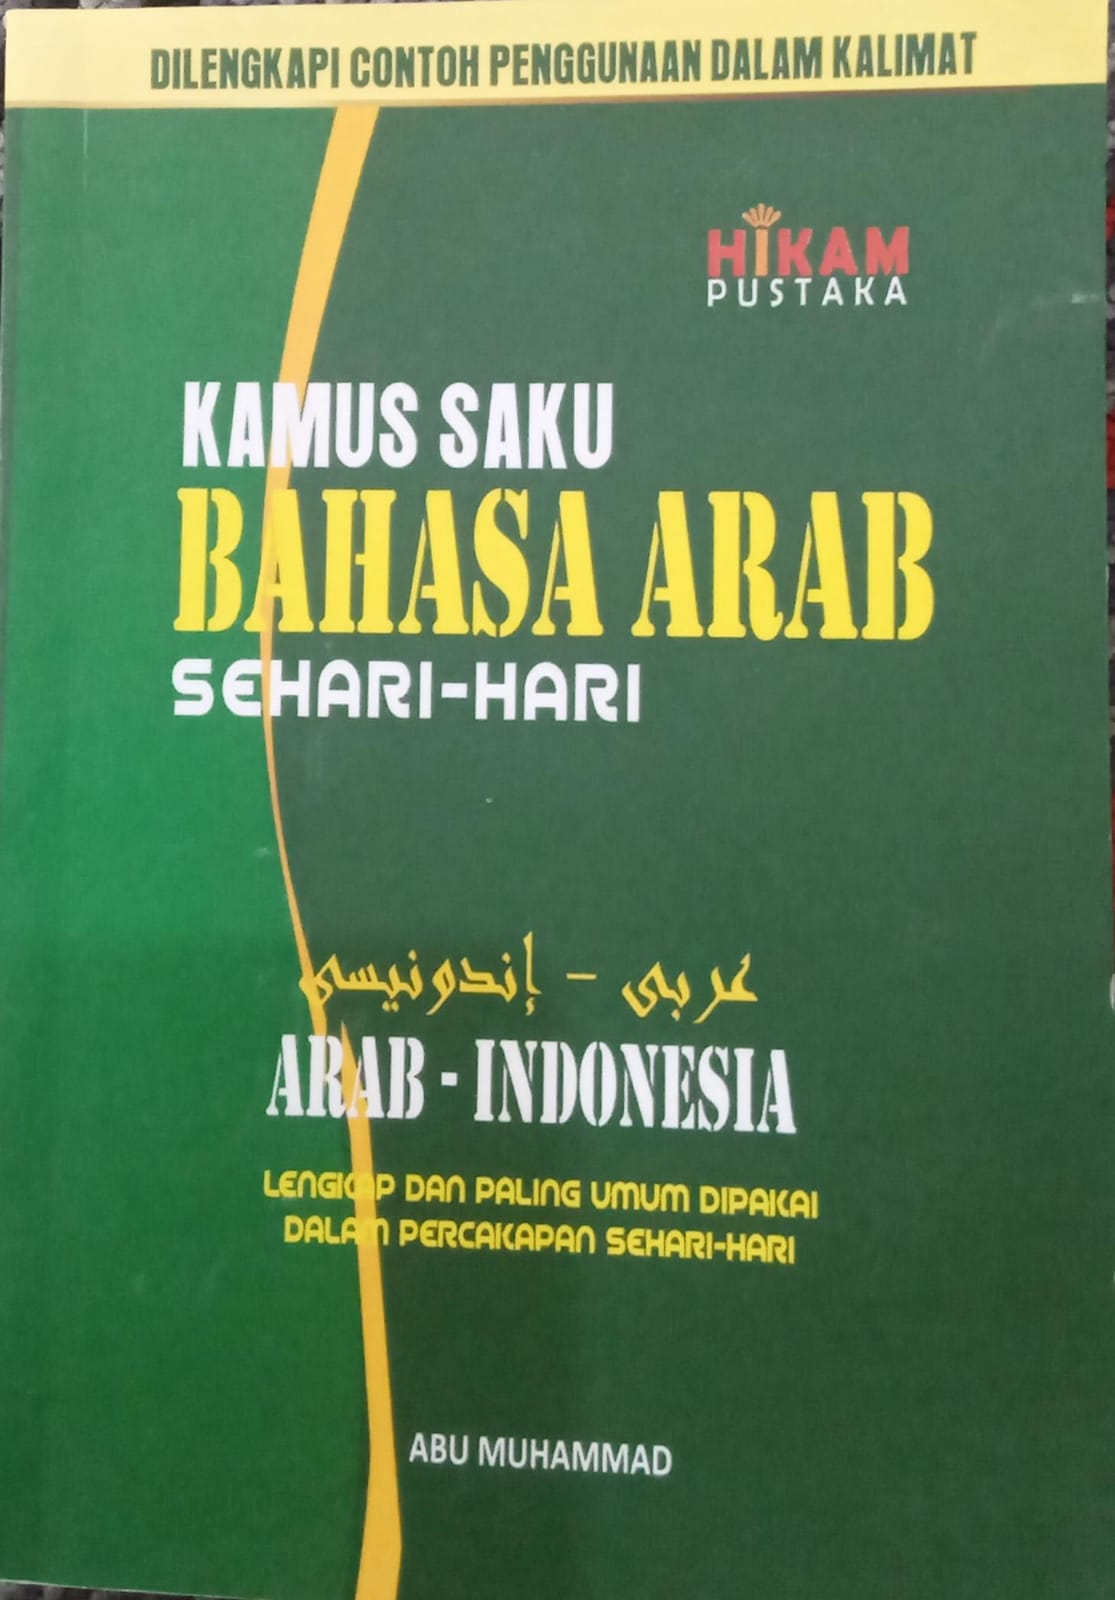 DILENGKAPI CONTOH PENGGUNAAN DALAM KALIMAT
HIKAM
PUSTAKA
KAMUS SAKU
BAHASA ARAB
SEHARI-HARI
عربى - إندونيسى
ARAB - INDONESIA
LENGKAP DAN PALING UMUM DIPAKAI
DALAM PERCAKAPAN SEHARI-HARI
ABU MUHAMMAD